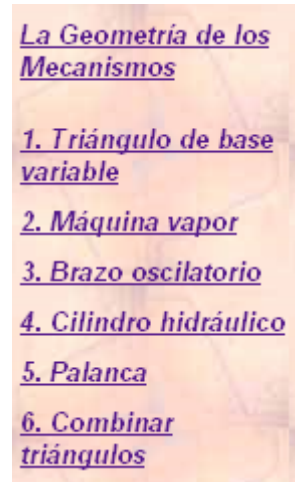 La Geometría de los
Mecanismos
1. Triángulo de base
variable
2. Máquina vapor
3. Brazo oscilatorio
4. Cilindro hidráulico
5. Palanca
6. Combinar
triángulos